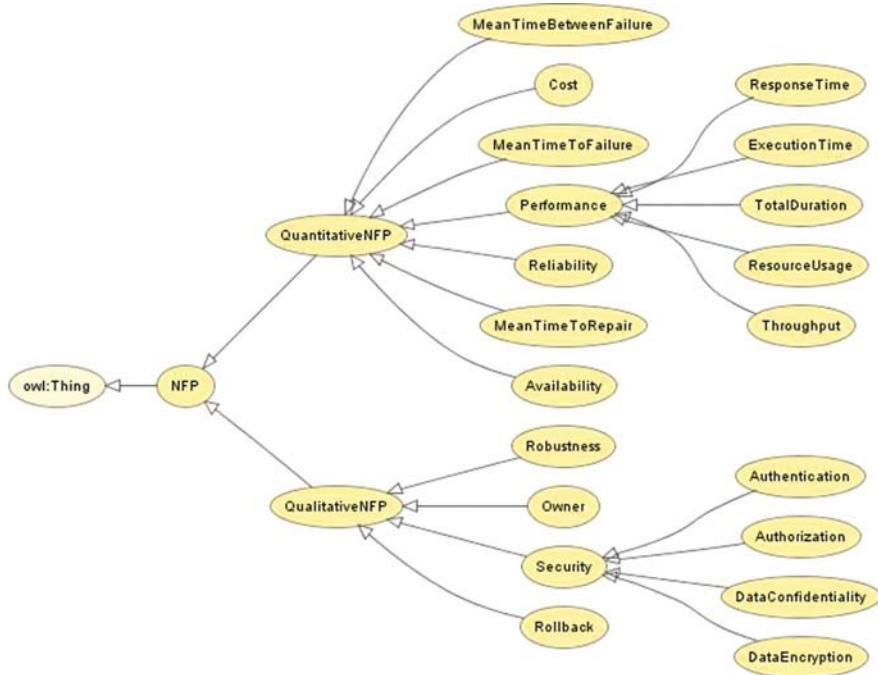 MeanTimeBetweenFailure
Cost
ResponseTime
MeanTimeToFailure
ExecutionTime
Performance
TotalDuration
QuantitativeNFP
Reliability
ResourceUsage
MeanTimeToRepair
Throughput
owl:Thing
NFP
Availability
Robustness
Authentication
QualitativeNFP
Owner
Authorization
Security
DataConfidentiality
Rollback
DataEncryption